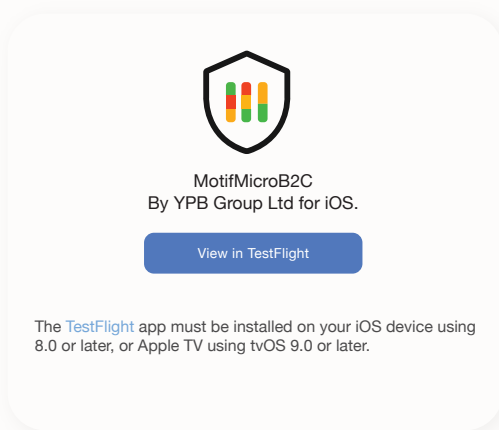 MotifMicroB2C
By YPB Group Ltd for iOS.
View in TestFlight
The TestFlight app must be installed on your iOS device using
8.0 or later, or Apple TV using tvOS 9.0 or later.